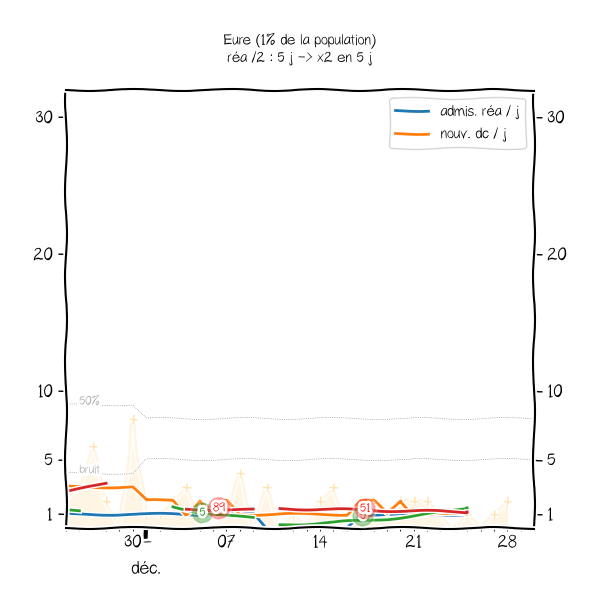 Eure (1% de la population)
réa /2 : 5 j -> x2 en 5 j
admis. réa / j
nouv. dc / j
30 30
20 20
10 10
50%
5 5
bruit
1 1
5 89 51
30 07 14 21 28
déc.